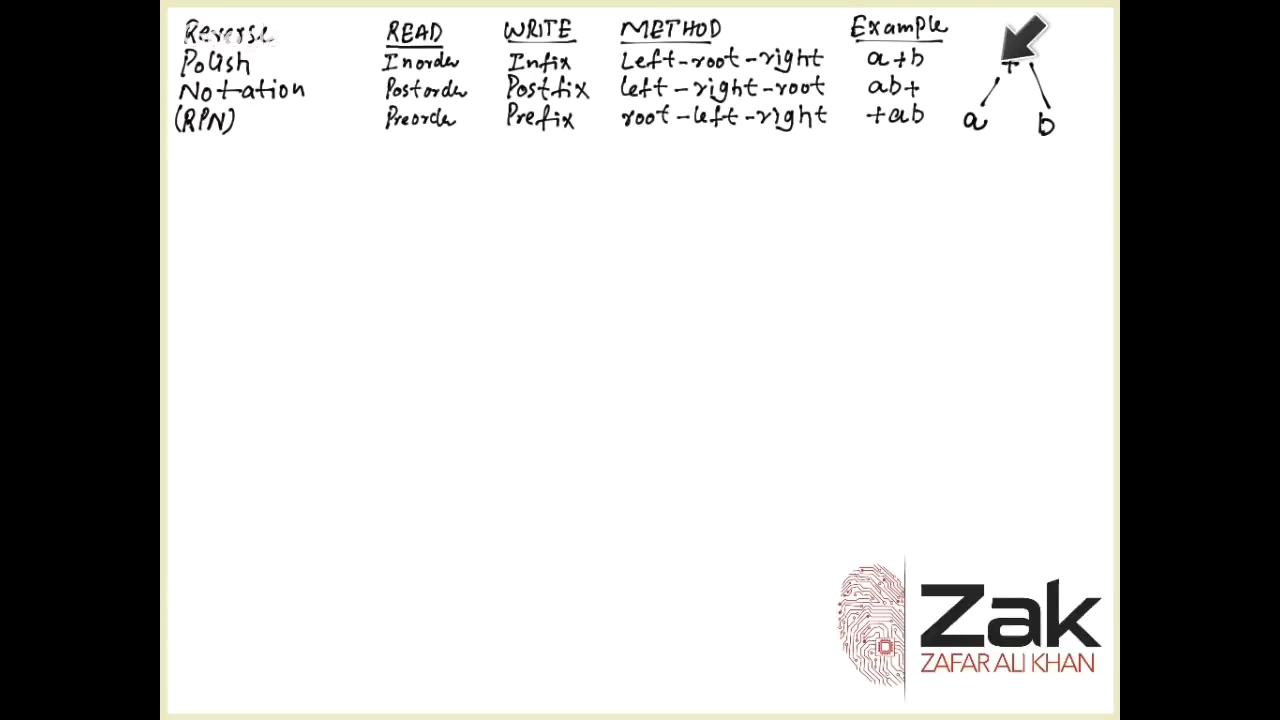 Reverse READ WRITE METHOD Example
Polish Inorder Infix Left-root-right a+b +
Notation Postorder Postfix left-right-root ab+
(RPN) Preorder Prefix root-left-right +ab a b
Zak
ZAFAR ALI KHAN